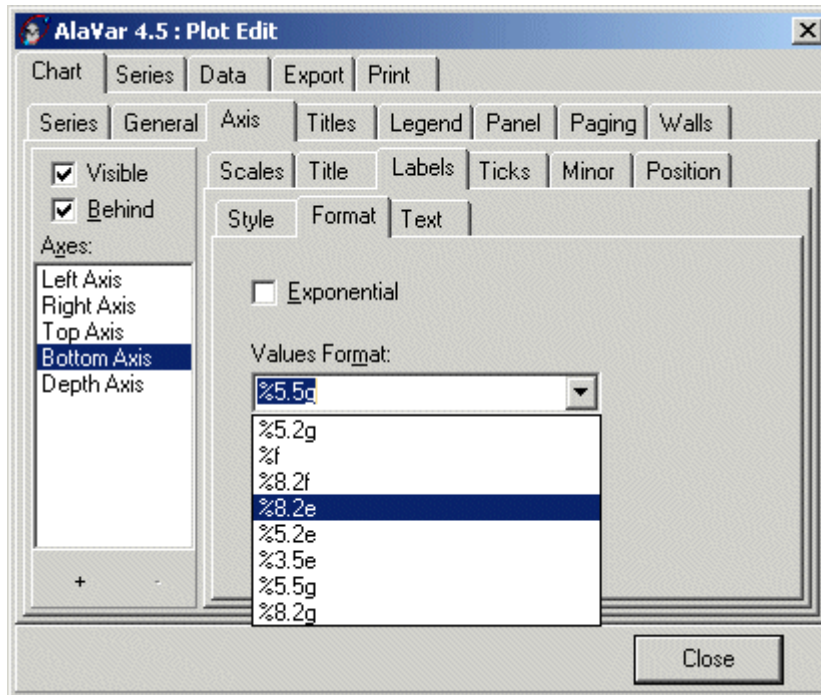 AlaVar 4.5 : Plot Edit
Chart Series Data Export Print
Series General Axis Titles Legend Panel Paging Walls
Visible
Behind
Axes:
Left Axis
Right Axis
Top Axis
Bottom Axis
Depth Axis
+ -
Scales Title Labels Ticks Minor Position
Style Format Text
Exponential
Values Format:
%5.5g
%5.2g
%f
%8.2f
%8.2e
%5.2e
%3.5e
%5.5g
%8.2g
Close